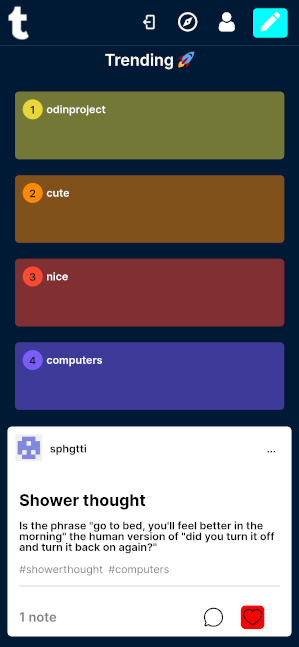 t
Trending 🚀
1 odinproject
2 cute
3 nice
4 computers
sphgtti
...
Shower thought
Is the phrase "go to bed, you'll feel better in the
morning" the human version of "did you turn it off
and turn it back on again?"
#showerthought #computers
1 note